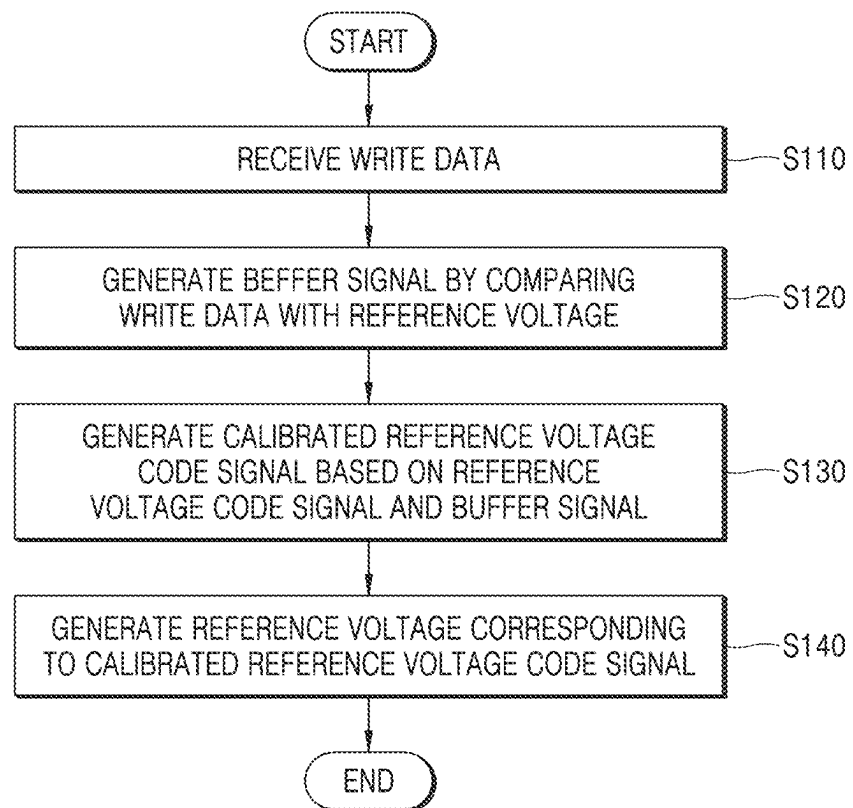 START
RECEIVE WRITE DATA
S110
GENERATE BEFFER SIGNAL BY COMPARING
WRITE DATA WITH REFERENCE VOLTAGE
S120
GENERATE CALIBRATED REFERENCE VOLTAGE
CODE SIGNAL BASED ON REFERENCE
VOLTAGE CODE SIGNAL AND BUFFER SIGNAL
S130
GENERATE REFERENCE VOLTAGE CORRESPONDING
TO CALIBRATED REFERENCE VOLTAGE CODE SIGNAL
S140
END